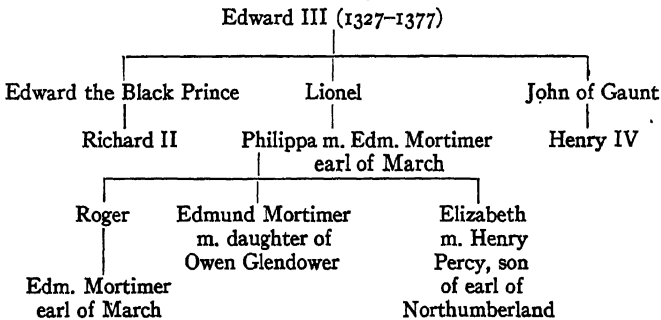 Edward III (1327–1377)
Edward the Black Prince
Lionel
John of Gaunt
Richard II
Philippa m. Edm. Mortimer
earl of March
Henry IV
Roger
Edmund Mortimer
m. daughter of
Owen Glendower
Elizabeth
m. Henry
Percy, son
of earl of
Northumberland
Edm. Mortimer
earl of March